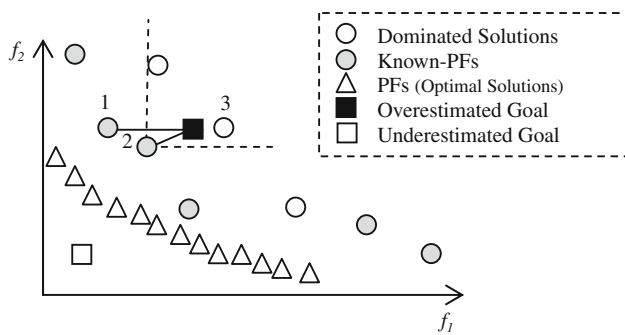 f2
1
2
3
f1
Dominated Solutions
Known-PFs
PFs (Optimal Solutions)
Overestimated Goal
Underestimated Goal